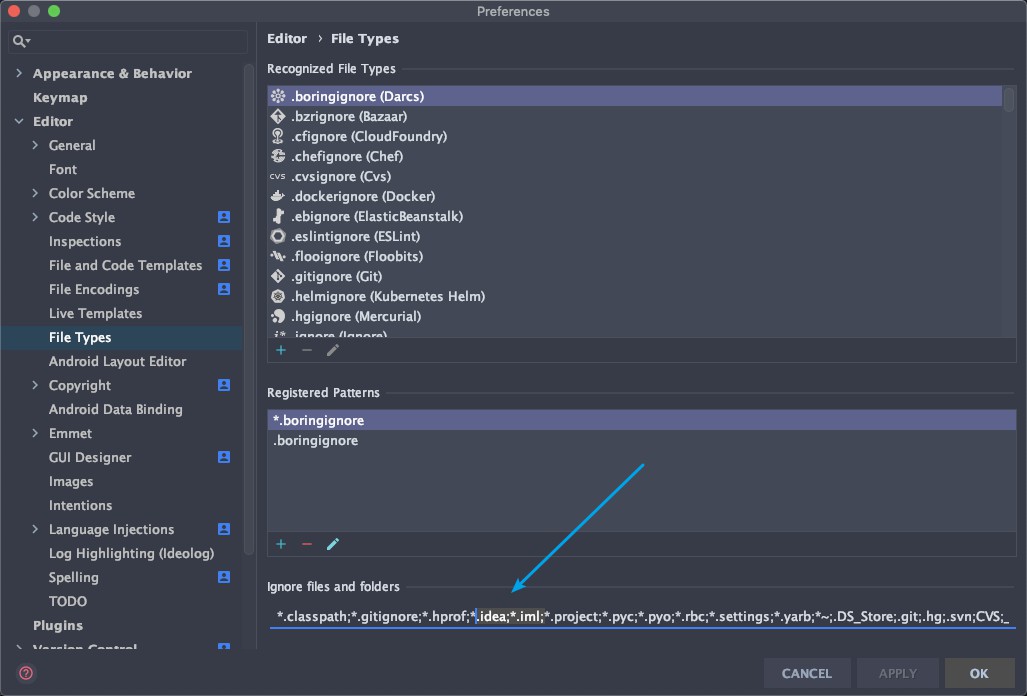 Preferences
Appearance & Behavior
Keymap
Editor
General
Font
Color Scheme
Code Style
Inspections
File and Code Templates
File Encodings
Live Templates
File Types
Android Layout Editor
Copyright
Android Data Binding
Emmet
GUI Designer
Images
Intentions
Language Injections
Log Highlighting (Ideolog)
Spelling
TODO
Plugins
Version Control
Editor › File Types
Recognized File Types
.boringignore (Darcs)
.bzrignore (Bazaar)
.cfignore (CloudFoundry)
.chefignore (Chef)
cvs .cvsignore (Cvs)
.dockerignore (Docker)
.ebignore (ElasticBeanstalk)
.eslintignore (ESLint)
.flooignore (Floobits)
.gitignore (Git)
.helmignore (Kubernetes Helm)
.hgignore (Mercurial)
i* .ignore (Ignore)
Registered Patterns
*.boringignore
.boringignore
Ignore files and folders
*.classpath;*.gitignore;*.hprof;*.idea;*.iml;*.project;*.pyc;*.pyo;*.rbc;*.settings;*.yarb;*~;.DS_Store;.git;.hg;.svn;CVS;_
?
CANCEL
APPLY
OK